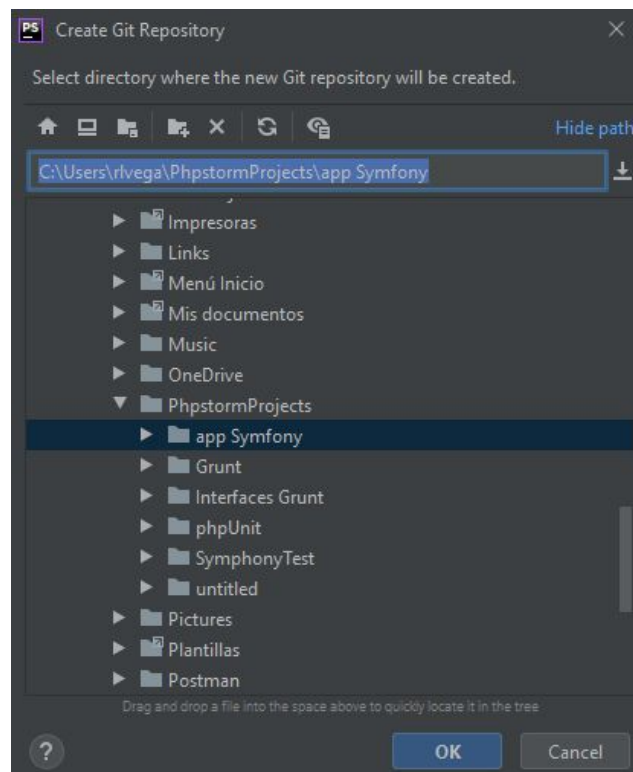 PS Create Git Repository
Select directory where the new Git repository will be created.
Hide path
C:\Users\rlvega\PhpstormProjects\app Symfony
Impresoras
Links
Menú Inicio
Mis documentos
Music
OneDrive
PhpstormProjects
app Symfony
Grunt
Interfaces Grunt
phpUnit
SymphonyTest
untitled
Pictures
Plantillas
Postman
Drag and drop a file into the space above to quickly locate it in the tree
? OK Cancel